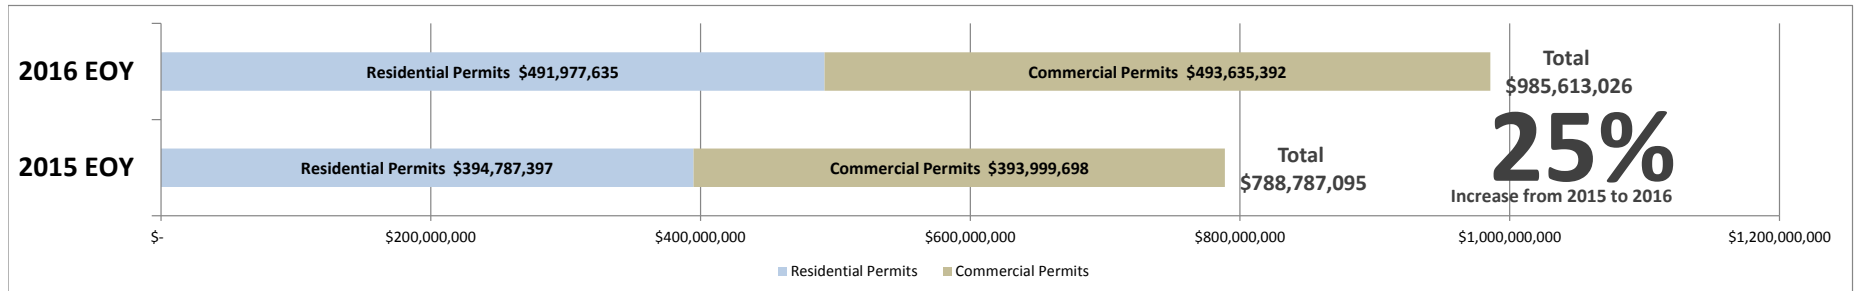 2016 EOY
Residential Permits $491,977,635
Commercial Permits $493,635,392
Total
$985,613,026
2015 EOY
Residential Permits $394,787,397
Commercial Permits $393,999,698
Total
$788,787,095
25%
Increase from 2015 to 2016
$-
$200,000,000
$400,000,000
$600,000,000
$800,000,000
$1,000,000,000
$1,200,000,000
Residential Permits
Commercial Permits